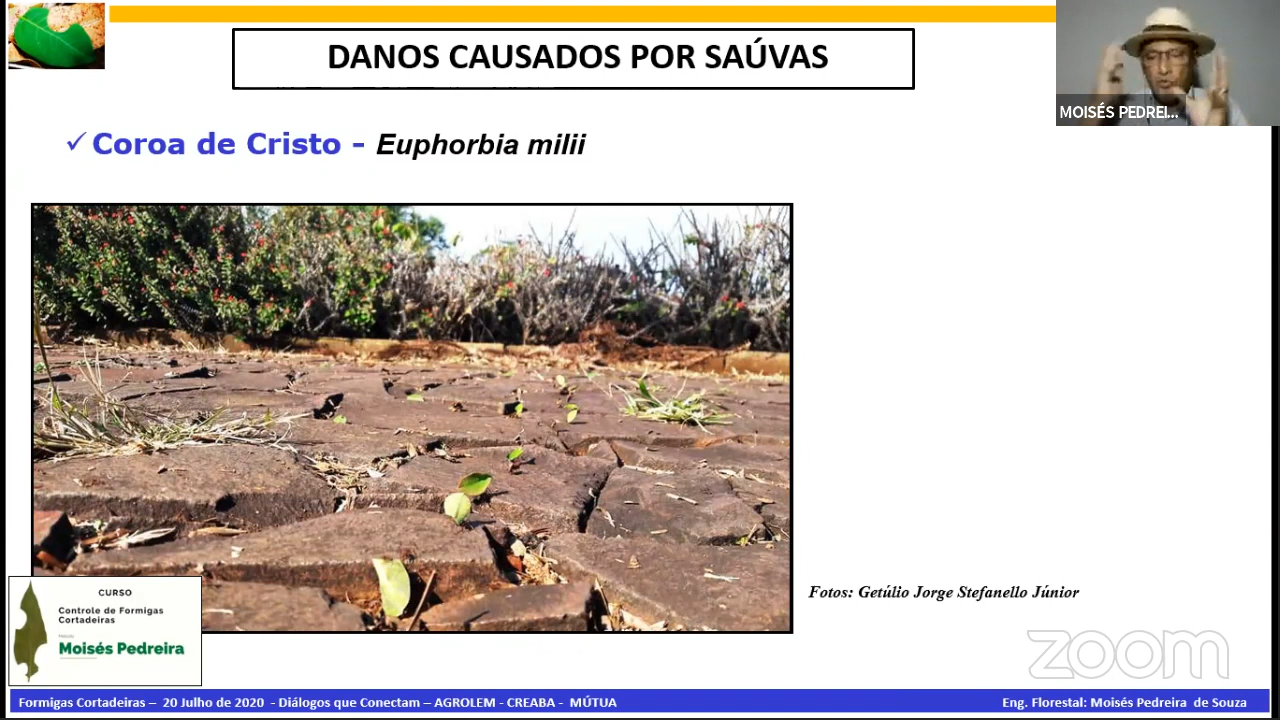 DANOS CAUSADOS POR SAÚVAS
MOISÉS PEDREI...
Coroa de Cristo - Euphorbia milii
Fotos: Getúlio Jorge Stefanello Júnior
CURSO
Controle de Formigas
Cortadeiras
Moisés Pedreira
zoom
Formigas Cortadeiras – 20 Julho de 2020 - Diálogos que Conectam – AGROLEM - CREABA - MÚTUA
Eng. Florestal: Moisés Pedreira de Souza